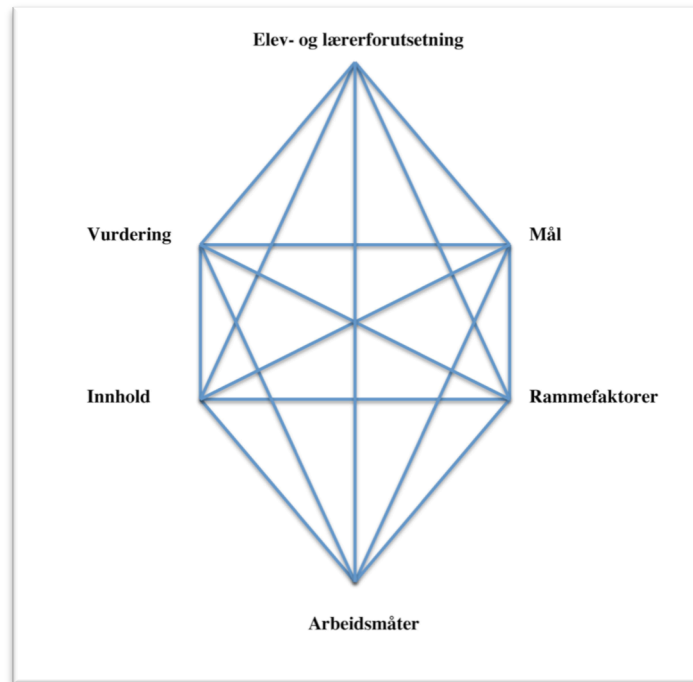 Elev- og lærerforutsetning
Vurdering
Mål
Innhold
Rammefaktorer
Arbeidsmåter